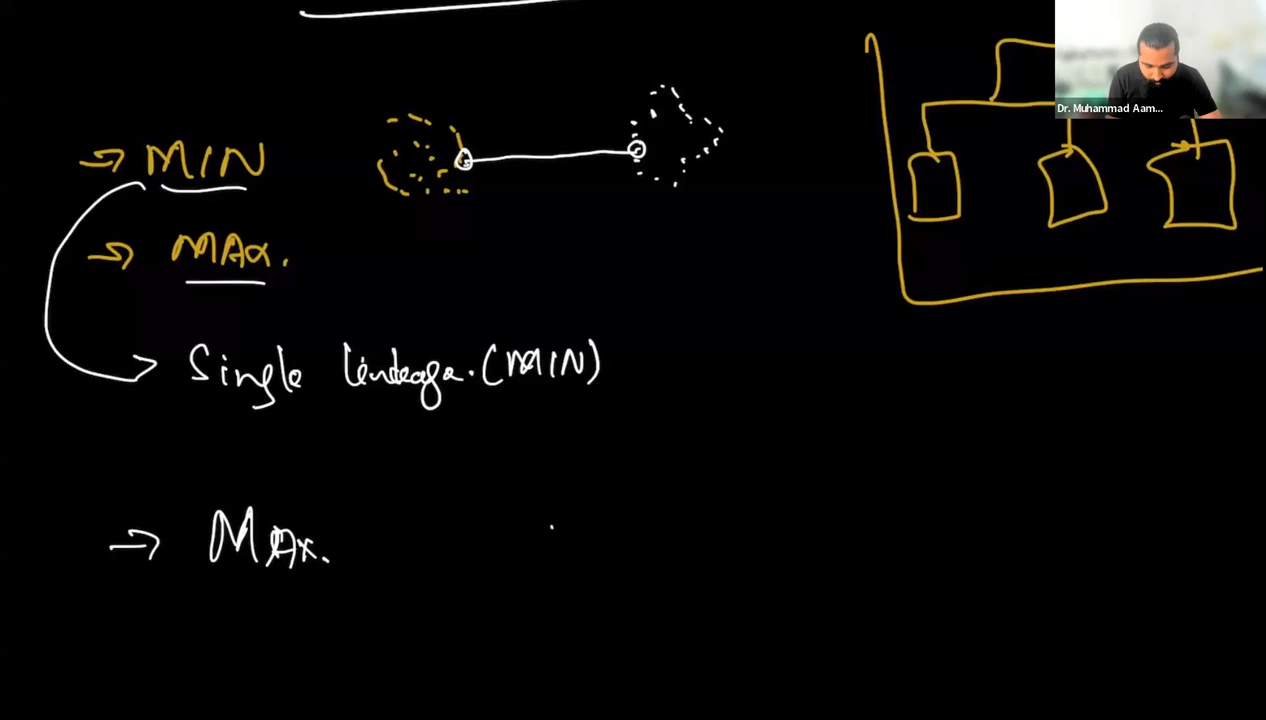 → MIN
→ MAX.
→ Single Linkage. (MIN)
→ MAX.
Dr. Muhammad Aam...